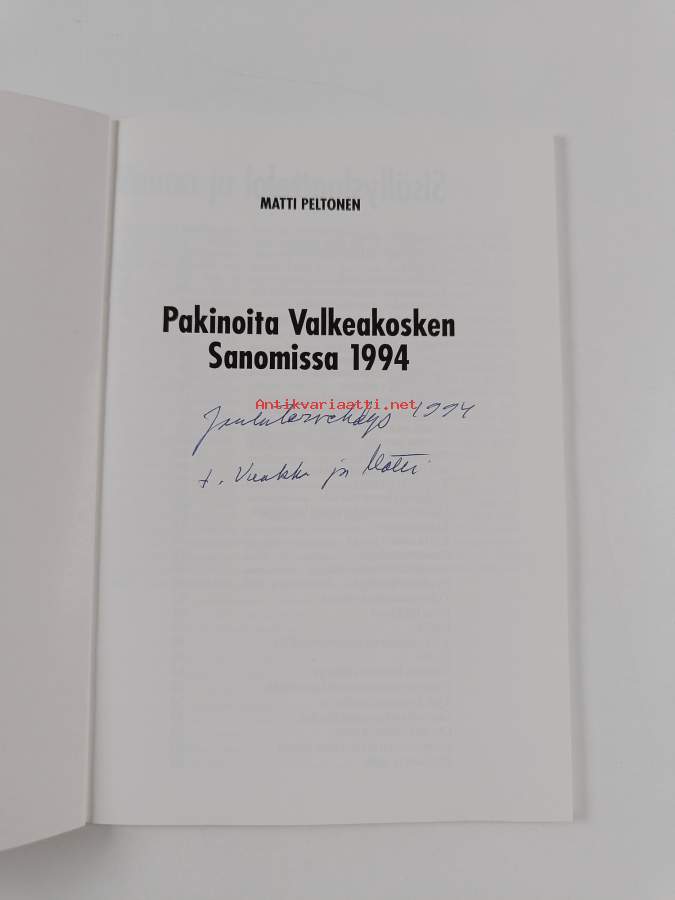 MATTI PELTONEN
Pakinoita Valkeakosken
Sanomissa 1994
Antikvariaatti.net
Joulutervehdys 1994
t. Vuokko ja Matti